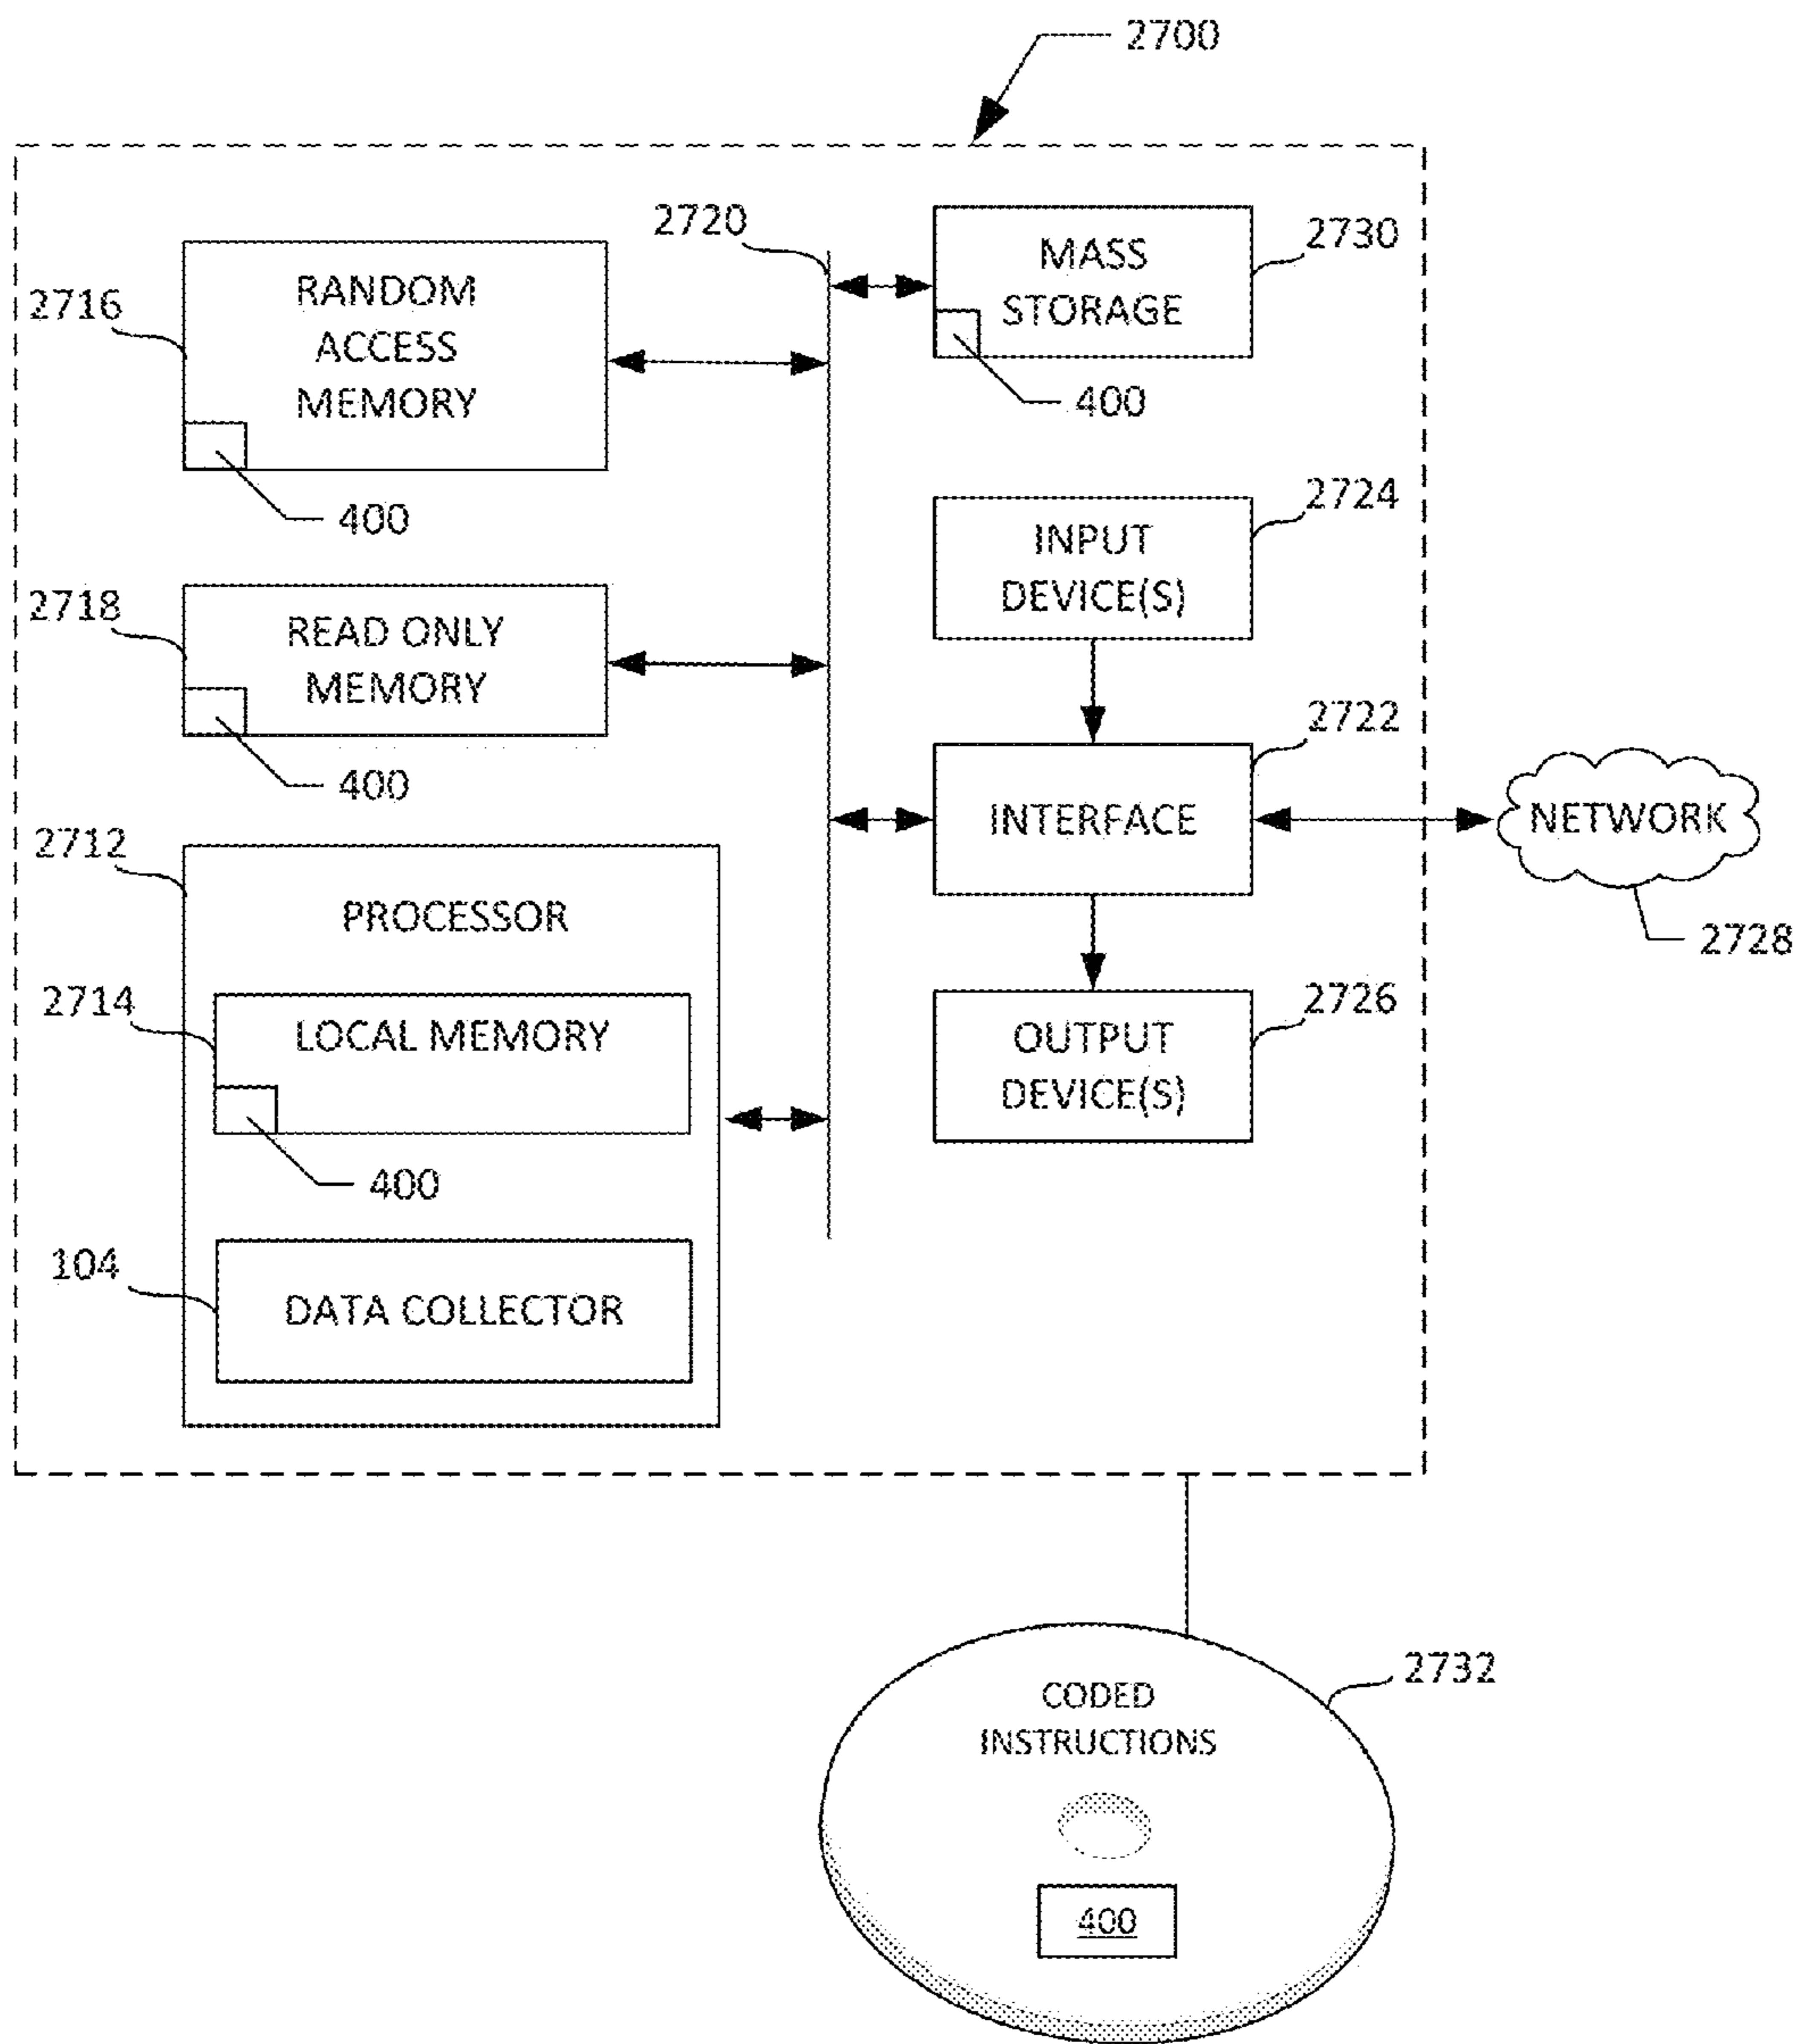 2700
2720
MASS
STORAGE
2730
400
2716
RANDOM
ACCESS
MEMORY
400
2724
INPUT
DEVICE(S)
2718
READ ONLY
MEMORY
400
2722
INTERFACE
NETWORK
2728
2712
PROCESSOR
2714
LOCAL MEMORY
400
2726
OUTPUT
DEVICE(S)
104
DATA COLLECTOR
2732
CODED
INSTRUCTIONS
400